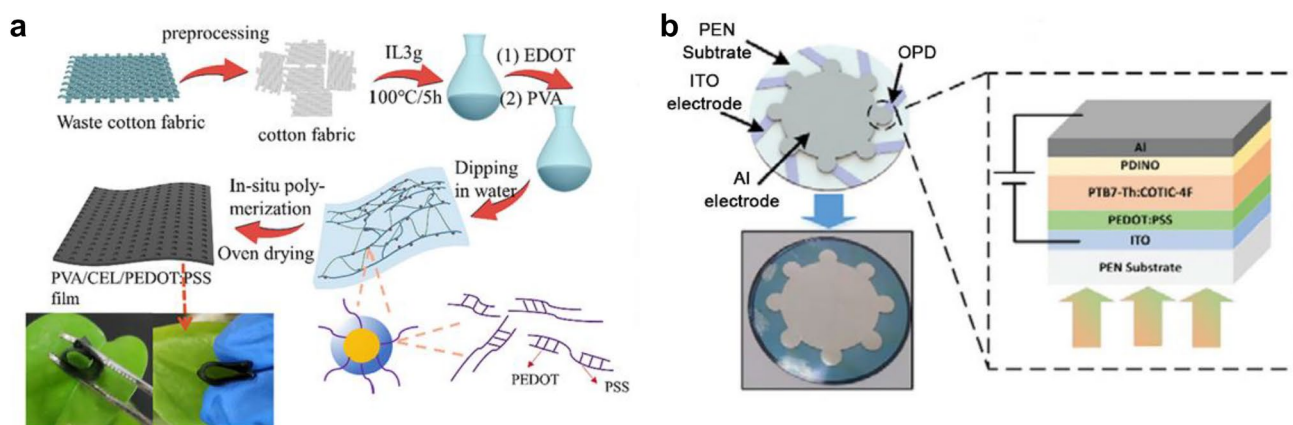 a
preprocessing
Waste cotton fabric
cotton fabric
IL3g
100°C/5h
(1) EDOT
(2) PVA
Dipping
in water
In-situ poly-
merization
Oven drying
PVA/CEL/PEDOT:PSS
film
PEDOT
PSS
b
PEN
Subtrate
ITO
electrode
OPD
Al
electrode
Al
PDINO
PTB7-Th:COTIC-4F
PEDOT:PSS
ITO
PEN Substrate